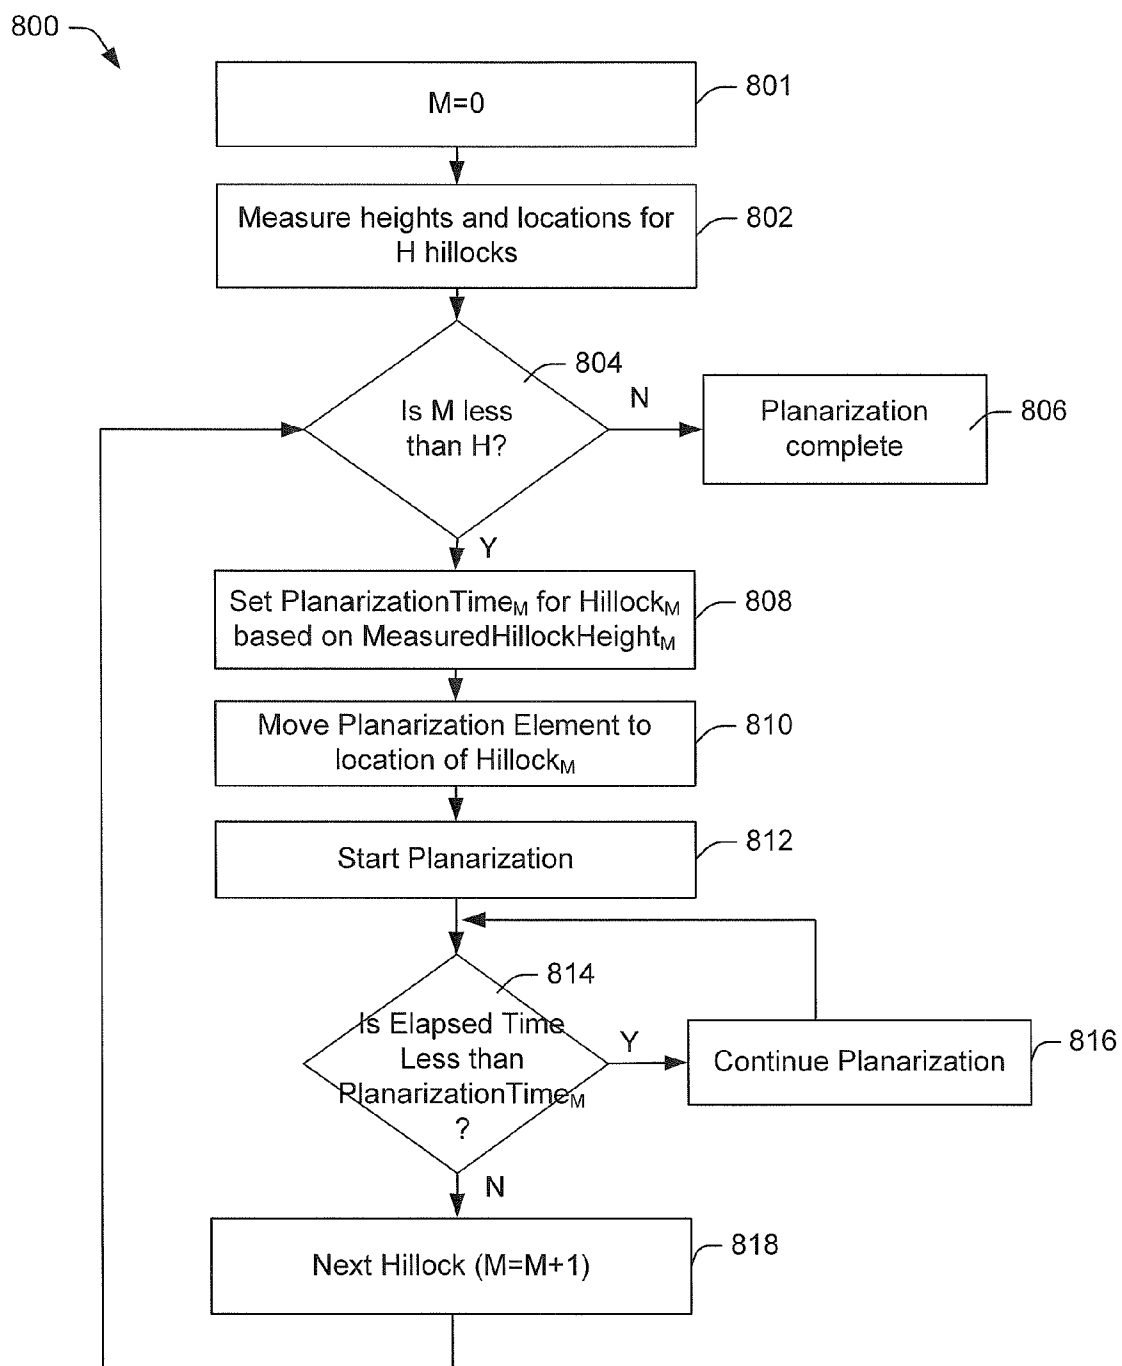 800
M=0
801
Measure heights and locations for
H hillocks
802
Is M less
than H?
804
N
Planarization
complete
806
Y
Set PlanarizationTimeM for HillockM
based on MeasuredHillockHeightM
808
Move Planarization Element to
location of HillockM
810
Start Planarization
812
814
Is Elapsed Time
Less than
PlanarizationTimeM
?
Y
Continue Planarization
816
N
Next Hillock (M=M+1)
818